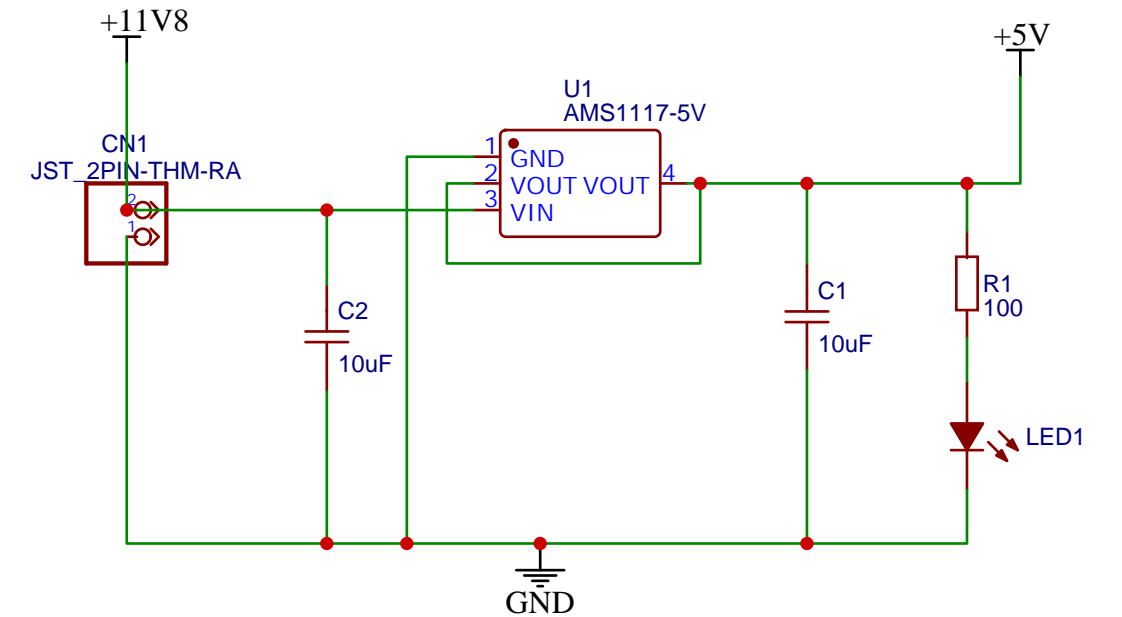 +11V8
+5V
U1
AMS1117-5V
CN1
JST_2PIN-THM-RA
2
1
1
GND
2
VOUT VOUT
4
3
VIN
C2
10uF
C1
10uF
R1
100
LED1
GND